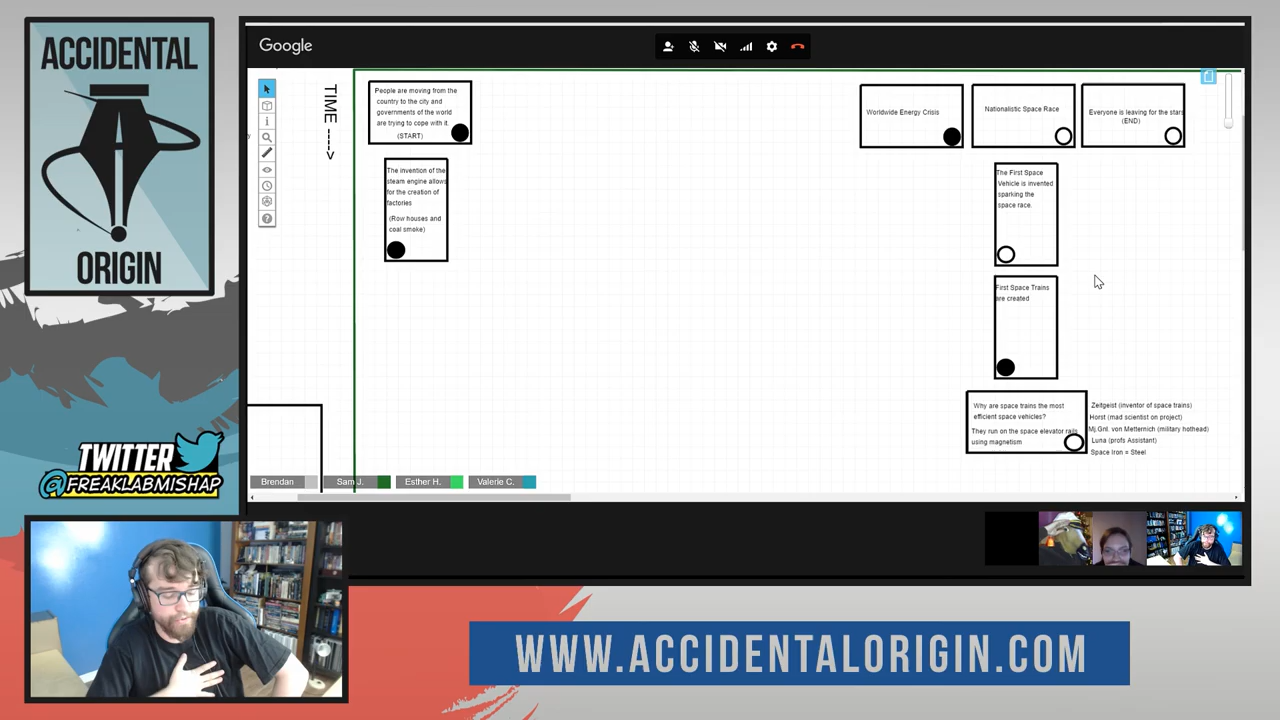 ACCIDENTAL
ORIGIN
Google
TIME ---->
People are moving from the
country to the city and
governments of the world
are trying to cope with it.
(START)
The invention of the
steam engine allows
for the creation of
factories
(Row houses and
coal smoke)
Worldwide Energy Crisis
Nationalistic Space Race
Everyone is leaving for the stars
(END)
The First Space
Vehicle is invented
sparking the
space race.
First Space Trains
are created
Why are space trains the most
efficient space vehicles?
They run on the space elevator rails
using magnetism
Zeitgeist (inventor of space trains)
Horst (mad scientist on project)
Mj.Gnl. von Metternich (military hothead)
Luna (profs Assistant)
Space Iron = Steel
Brendan
Sam J.
Esther H.
Valerie C.
TWITTER
@FREAKLABMISHAP
WWW.ACCIDENTALORIGIN.COM